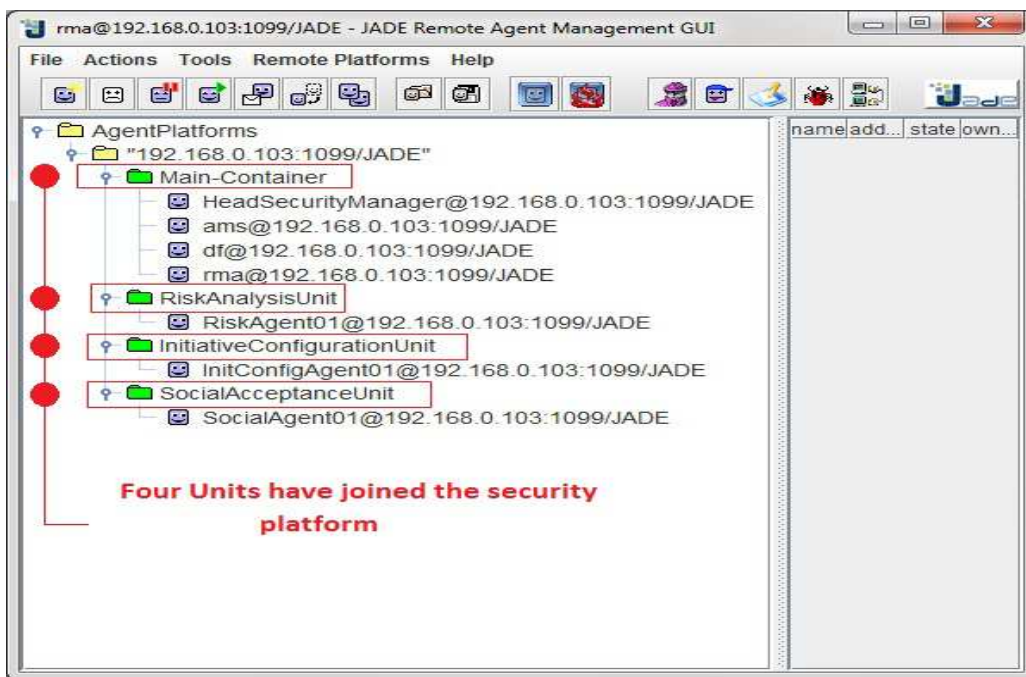 rma@192.168.0.103:1099/JADE - JADE Remote Agent Management GUI
File Actions Tools Remote Platforms Help
Jade
AgentPlatforms
"192.168.0.103:1099/JADE"
Main-Container
HeadSecurityManager@192.168.0.103:1099/JADE
ams@192.168.0.103:1099/JADE
df@192.168.0.103:1099/JADE
rma@192.168.0.103:1099/JADE
RiskAnalysisUnit
RiskAgent01@192.168.0.103:1099/JADE
InitiativeConfigurationUnit
InitConfigAgent01@192.168.0.103:1099/JADE
SocialAcceptanceUnit
SocialAgent01@192.168.0.103:1099/JADE
name add... state own...
Four Units have joined the security
platform